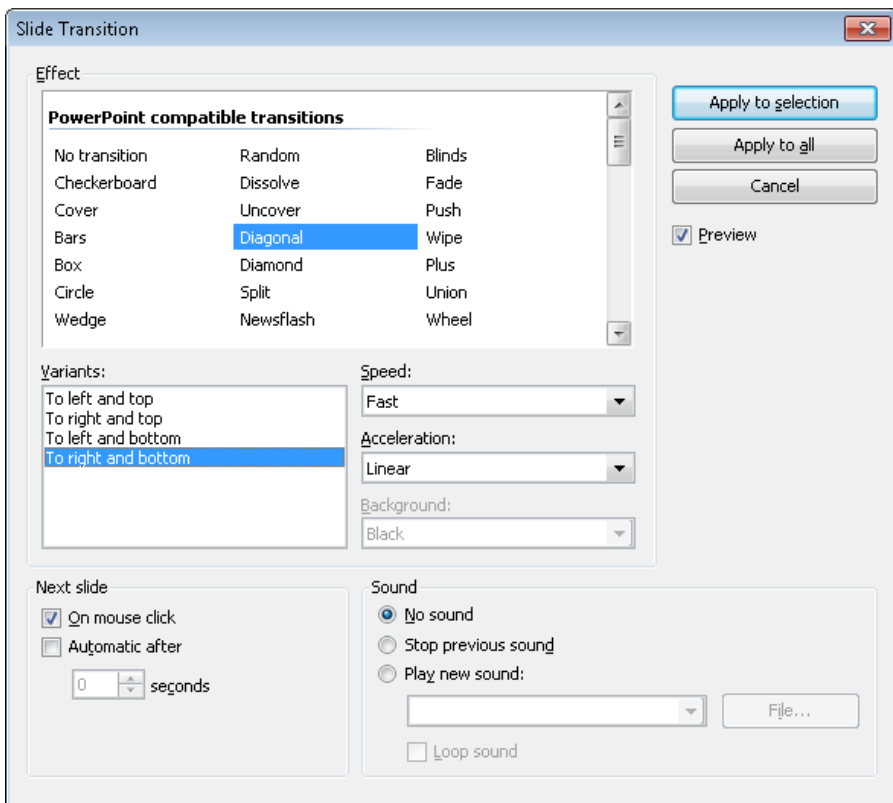 Slide Transition
Effect
PowerPoint compatible transitions
No transition Random Blinds
Checkerboard Dissolve Fade
Cover Uncover Push
Bars Diagonal Wipe
Box Diamond Plus
Circle Split Union
Wedge Newsflash Wheel
Apply to selection
Apply to all
Cancel
Preview
Variants:
To left and top
To right and top
To left and bottom
To right and bottom
Speed:
Fast
Acceleration:
Linear
Background:
Black
Next slide
On mouse click
Automatic after
0 seconds
Sound
No sound
Stop previous sound
Play new sound:
File...
Loop sound